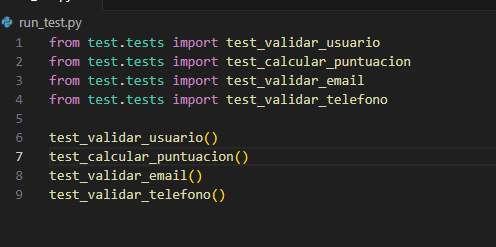 run_test.py
1 from test.tests import test_validar_usuario
2 from test.tests import test_calcular_puntuacion
3 from test.tests import test_validar_email
4 from test.tests import test_validar_telefono
5
6 test_validar_usuario()
7 test_calcular_puntuacion()
8 test_validar_email()
9 test_validar_telefono()